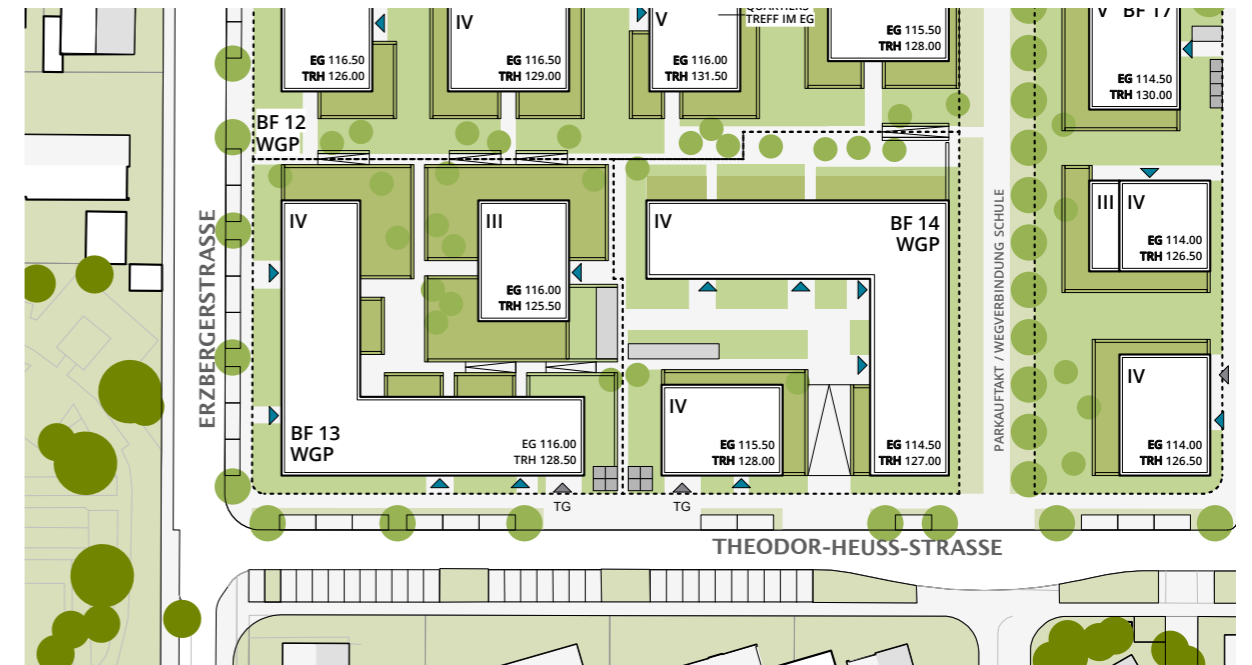 IV
EG 116.50
TRH 126.00
IV
EG 116.50
TRH 129.00
V
EG 116.00
TRH 131.50
QUARTIERS-
TREFF IM EG
EG 115.50
TRH 128.00
V BF 17
EG 114.50
TRH 130.00
BF 12
WGP
ERZBERGERSTRASSE
IV
BF 13
WGP
EG 116.00
TRH 128.50
III
EG 116.00
TRH 125.50
IV
BF 14
WGP
EG 114.50
TRH 127.00
IV
EG 115.50
TRH 128.00
TG
TG
PARKAUFTAKT / WEGVERBINDUNG SCHULE
III IV
EG 114.00
TRH 126.50
IV
EG 114.00
TRH 126.50
THEODOR-HEUSS-STRASSE